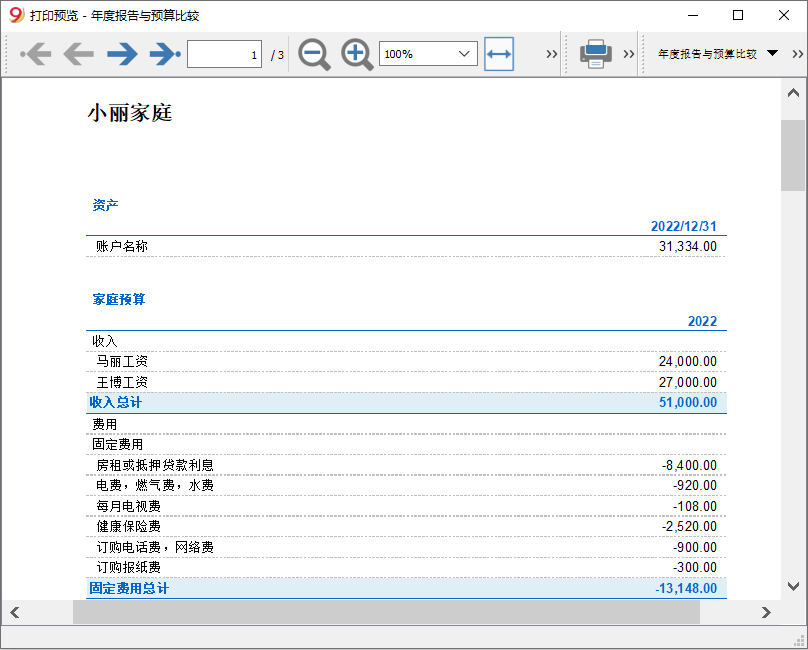 打印预览 - 年度报告与预算比较
1 / 3 100% 年度报告与预算比较
小丽家庭
资产
2022/12/31
账户名称 31,334.00
家庭预算
2022
收入
马丽工资 24,000.00
王博工资 27,000.00
收入总计 51,000.00
费用
固定费用
房租或抵押贷款利息 -8,400.00
电费，燃气费，水费 -920.00
每月电视费 -108.00
健康保险费 -2,520.00
订购电话费，网络费 -900.00
订购报纸费 -300.00
固定费用总计 -13,148.00